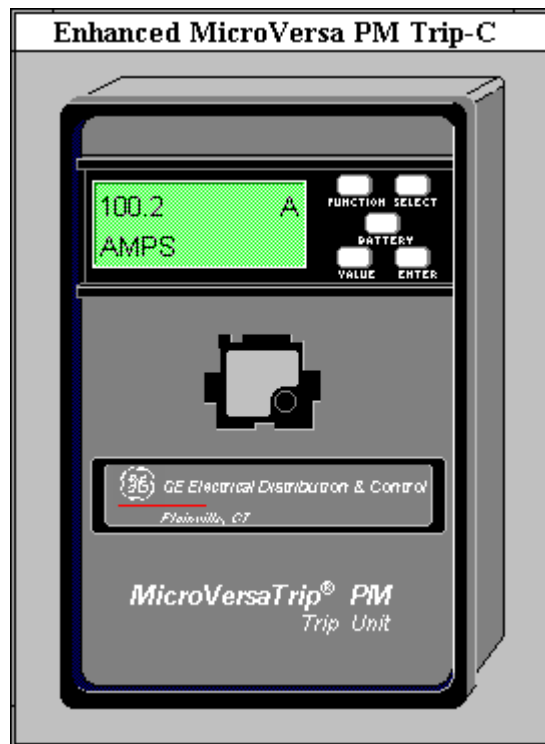 Enhanced MicroVersa PM Trip-C
100.2 A
AMPS
FUNCTION SELECT
BATTERY
VALUE ENTER
GE GE Electrical Distribution & Control
Plainville, CT
MicroVersaTrip® PM
Trip Unit